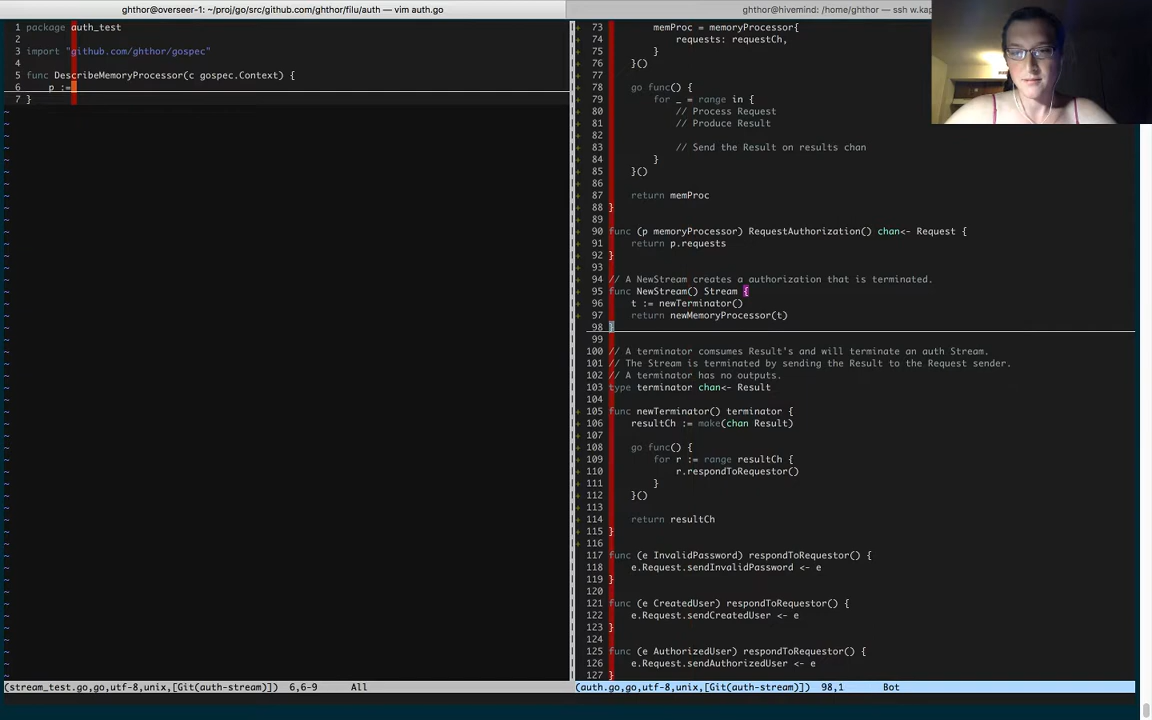 ghthor@overseer-1: ~/proj/go/src/github.com/ghthor/filu/auth — vim auth.go
ghthor@hivemind: /home/ghthor — ssh w.kap
1 package auth_test
2
3 import "github.com/ghthor/gospec"
4
5 func DescribeMemoryProcessor(c gospec.Context) {
6     p :=
7 }
(stream_test.go,go,utf-8,unix,[Git(auth-stream)])  6,6-9    All
73         memProc = memoryProcessor{
74             requests: requestCh,
75         }
76     }()
77
78     go func() {
79         for _ = range in {
80             // Process Request
81             // Produce Result
82
83             // Send the Result on results chan
84         }
85     }()
86
87     return memProc
88 }
89
90 func (p memoryProcessor) RequestAuthorization() chan<- Request {
91     return p.requests
92 }
93
94 // A NewStream creates a authorization that is terminated.
95 func NewStream() Stream {
96     t := newTerminator()
97     return newMemoryProcessor(t)
98 }
99
100 // A terminator comsumes Result's and will terminate an auth Stream.
101 // The Stream is terminated by sending the Result to the Request sender.
102 // A terminator has no outputs.
103 type terminator chan<- Result
104
105 func newTerminator() terminator {
106     resultCh := make(chan Result)
107
108     go func() {
109         for r := range resultCh {
110             r.respondToRequestor()
111         }
112     }()
113
114     return resultCh
115 }
116
117 func (e InvalidPassword) respondToRequestor() {
118     e.Request.sendInvalidPassword <- e
119 }
120
121 func (e CreatedUser) respondToRequestor() {
122     e.Request.sendCreatedUser <- e
123 }
124
125 func (e AuthorizedUser) respondToRequestor() {
126     e.Request.sendAuthorizedUser <- e
127 }
(auth.go,go,utf-8,unix,[Git(auth-stream)])  98,1    Bot